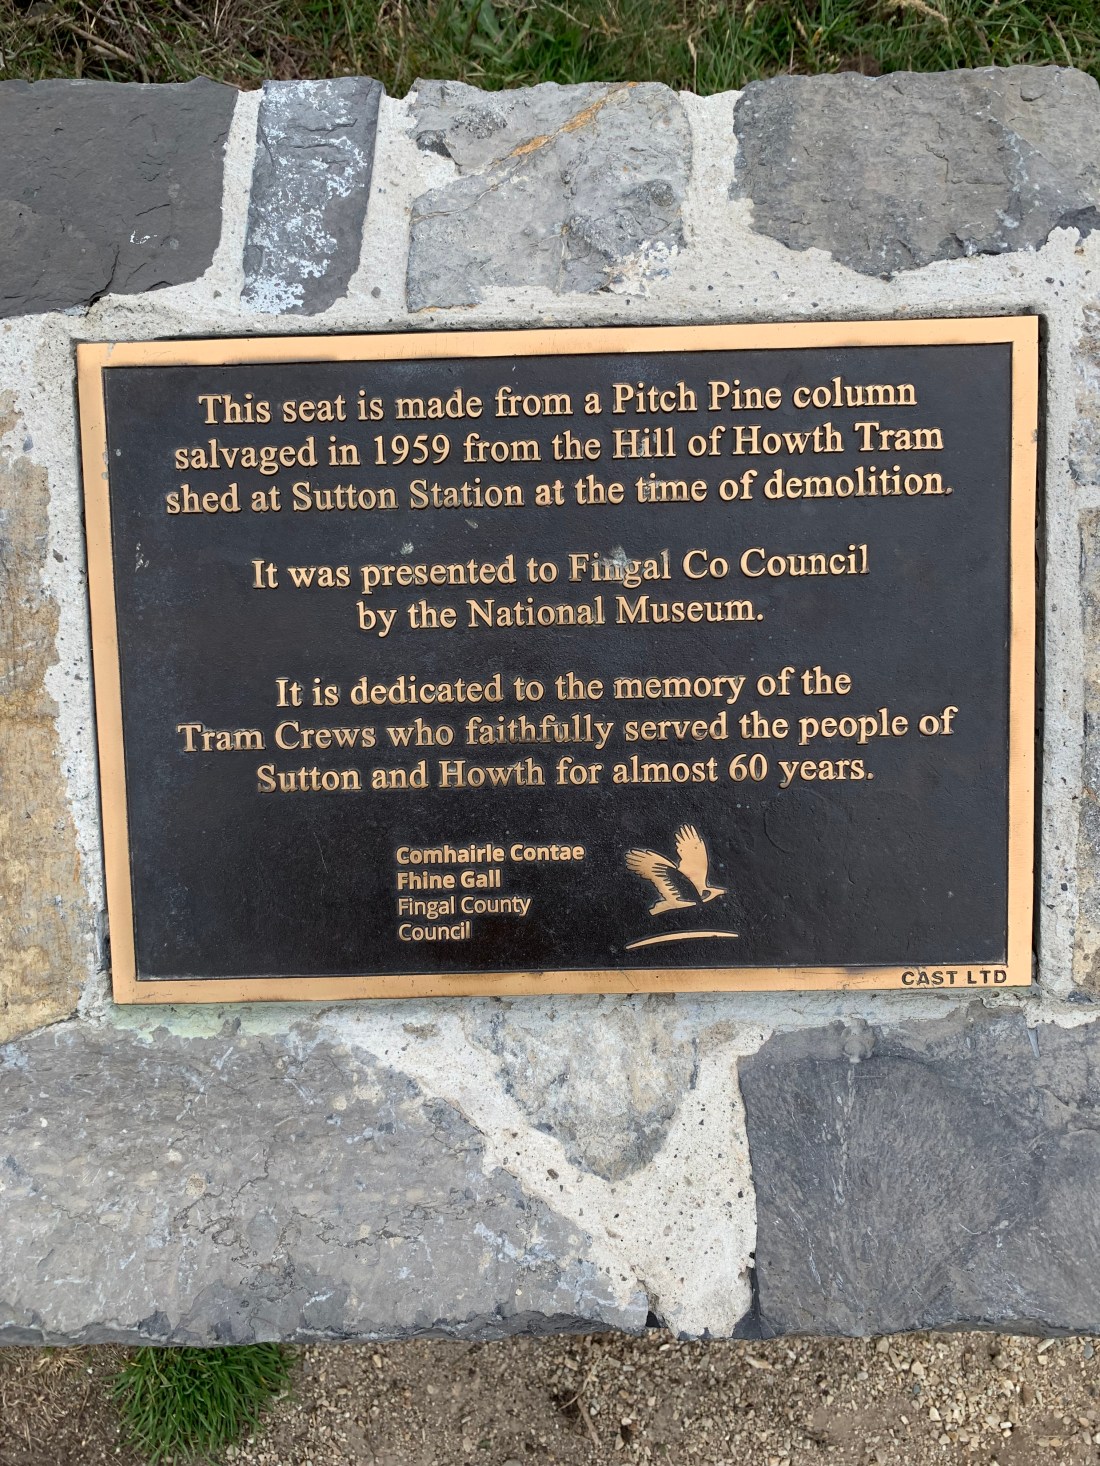 This seat is made from a Pitch Pine column
salvaged in 1959 from the Hill of Howth Tram
shed at Sutton Station at the time of demolition.
It was presented to Fingal Co Council
by the National Museum.
It is dedicated to the memory of the
Tram Crews who faithfully served the people of
Sutton and Howth for almost 60 years.
Comhairle Contae
Fhine Gall
Fingal County
Council
CAST LTD